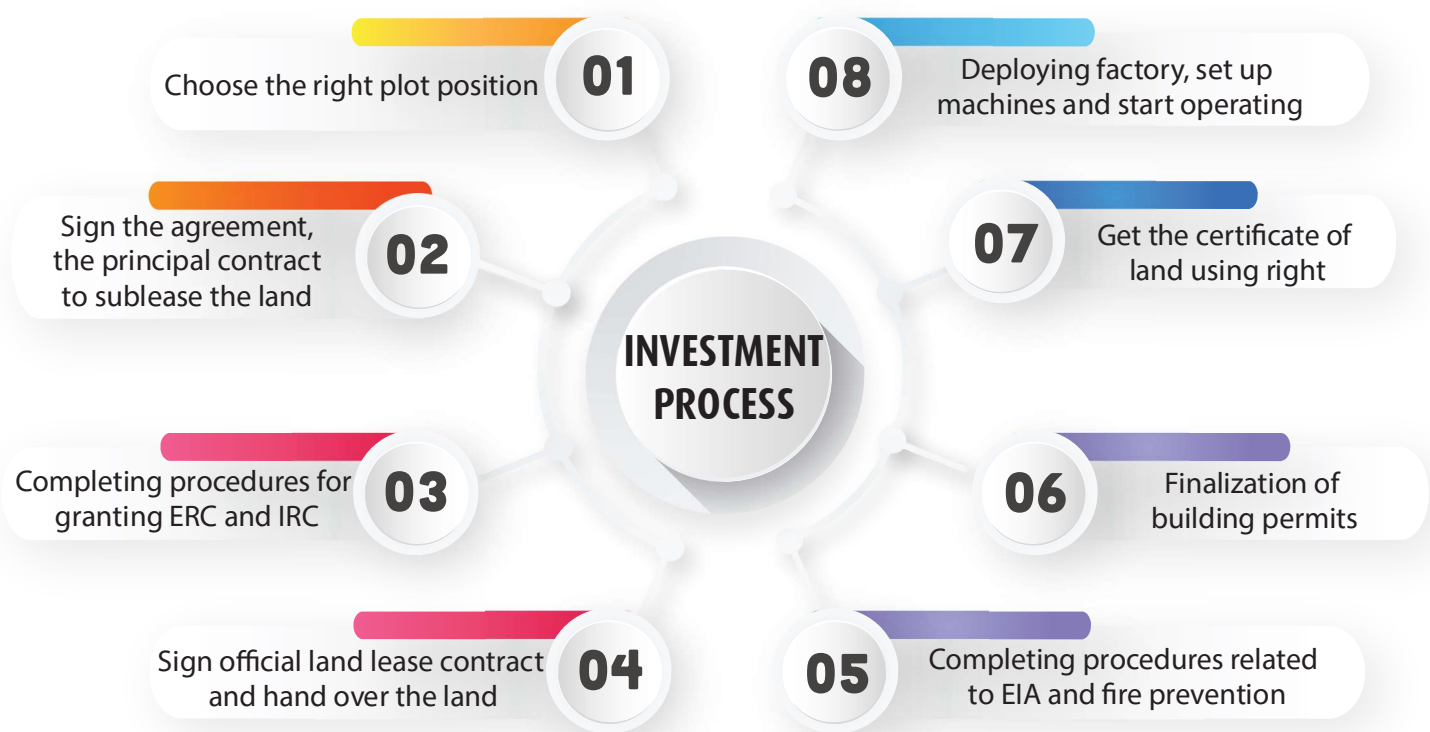 INVESTMENT
PROCESS
01
Choose the right plot position
02
Sign the agreement,
the principal contract
to sublease the land
03
Completing procedures for
granting ERC and IRC
04
Sign official land lease contract
and hand over the land
05
Completing procedures related
to EIA and fire prevention
06
Finalization of
building permits
07
Get the certificate of
land using right
08
Deploying factory, set up
machines and start operating